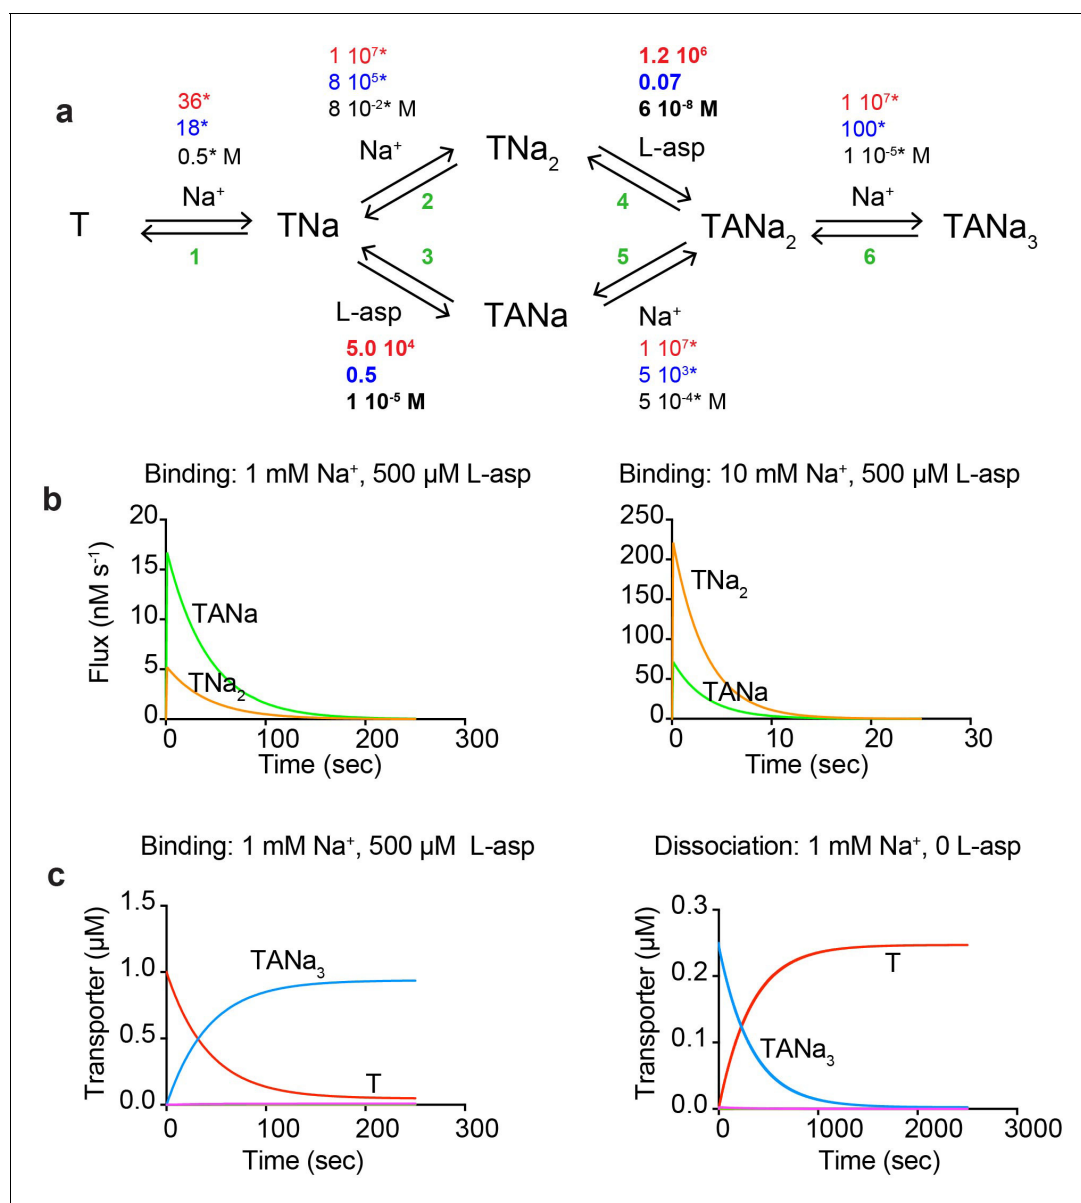 a
36*
18*
0.5* M
Na⁺
1 10⁷*
8 10⁵*
8 10⁻²* M
Na⁺
1.2 10⁶
0.07
6 10⁻⁸ M
L-asp
1 10⁷*
100*
1 10⁻⁵* M
Na⁺
T
1
TNa
2
TNa₂
4
TANa₂
6
TANa₃
3
5
L-asp
5.0 10⁴
0.5
1 10⁻⁵ M
TANa
Na⁺
1 10⁷*
5 10³*
5 10⁻⁴* M
b
Binding: 1 mM Na⁺, 500 µM L-asp
20
15
10
5
0
Flux (nM s⁻¹)
TANa
TNa₂
0 100 200 300
Time (sec)
Binding: 10 mM Na⁺, 500 µM L-asp
250
200
150
100
50
0
TNa₂
TANa
0 10 20 30
Time (sec)
c
Binding: 1 mM Na⁺, 500 µM L-asp
1.5
1.0
0.5
0.0
Transporter (µM)
TANa₃
T
0 100 200 300
Time (sec)
Dissociation: 1 mM Na⁺, 0 L-asp
0.3
0.2
0.1
0.0
Transporter (µM)
T
TANa₃
0 1000 2000 3000
Time (sec)